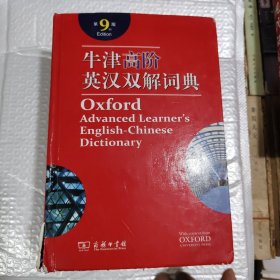 第9版
Edition
牛津高阶
英汉双解词典
Oxford
Advanced Learner's
English-Chinese
Dictionary
商务印书馆
OXFORD